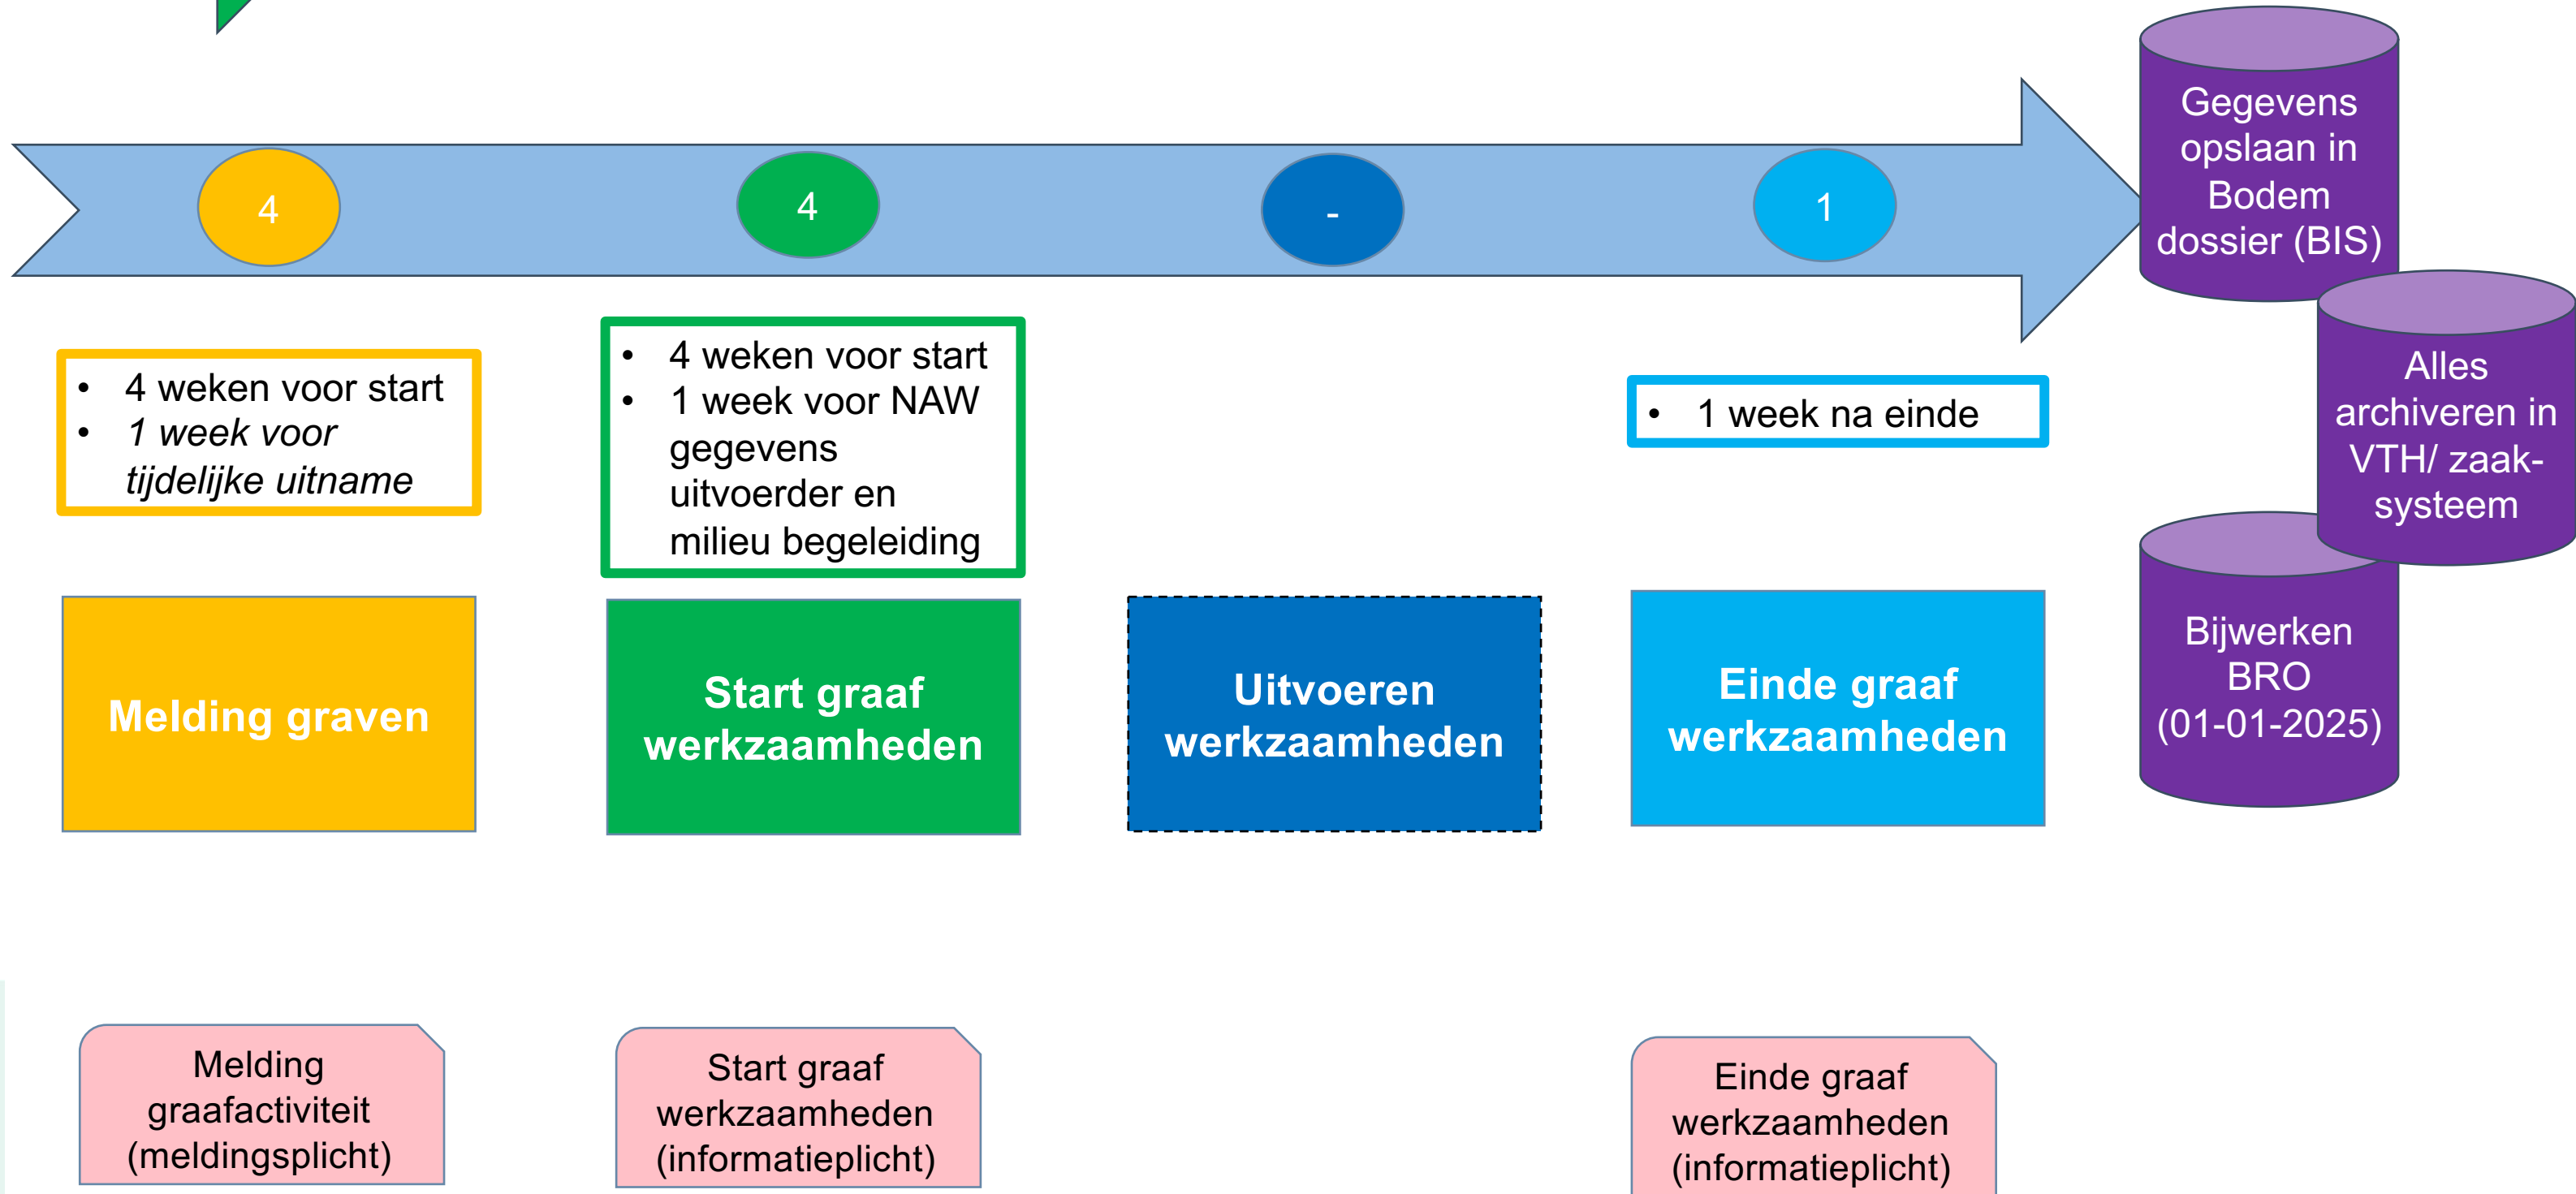 4
4
-
1
Gegevens
opslaan in
Bodem
dossier (BIS)
Alles
archiveren in
VTH/ zaak-
systeem
Bijwerken
BRO
(01-01-2025)
• 4 weken voor start
• 1 week voor
tijdelijke uitname
• 4 weken voor start
• 1 week voor NAW
gegevens
uitvoerder en
milieu begeleiding
• 1 week na einde
Melding graven
Start graaf
werkzaamheden
Uitvoeren
werkzaamheden
Einde graaf
werkzaamheden
Melding
graafactiviteit
(meldingsplicht)
Start graaf
werkzaamheden
(informatieplicht)
Einde graaf
werkzaamheden
(informatieplicht)